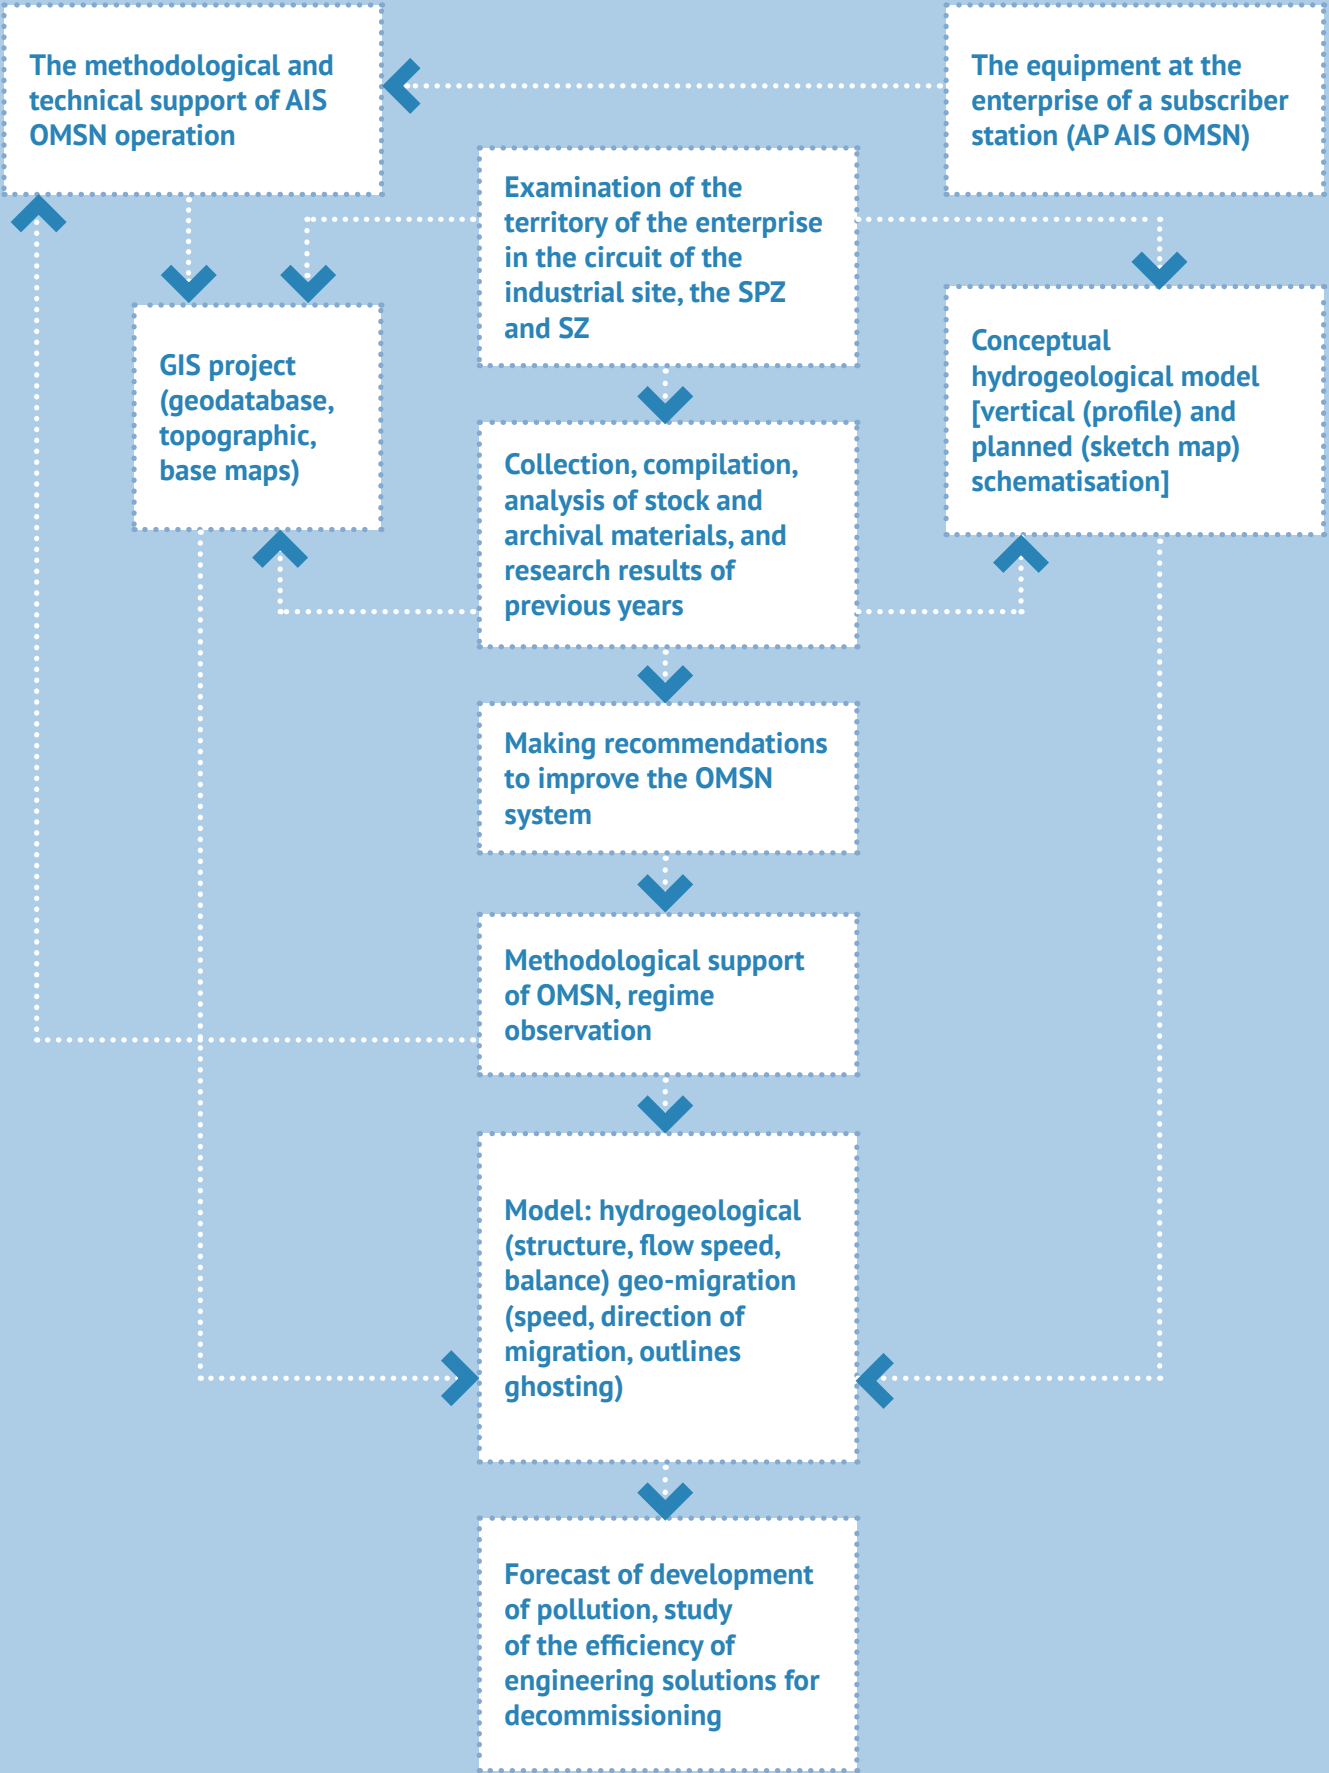 The methodological and
technical support of AIS
OMSN operation
The equipment at the
enterprise of a subscriber
station (AP AIS OMSN)
Examination of the
territory of the enterprise
in the circuit of the
industrial site, the SPZ
and SZ
GIS project
(geodatabase,
topographic,
base maps)
Conceptual
hydrogeological model
[vertical (profile) and
planned (sketch map)
schematisation]
Collection, compilation,
analysis of stock and
archival materials, and
research results of
previous years
Making recommendations
to improve the OMSN
system
Methodological support
of OMSN, regime
observation
Model: hydrogeological
(structure, flow speed,
balance) geo-migration
(speed, direction of
migration, outlines
ghosting)
Forecast of development
of pollution, study
of the efficiency of
engineering solutions for
decommissioning